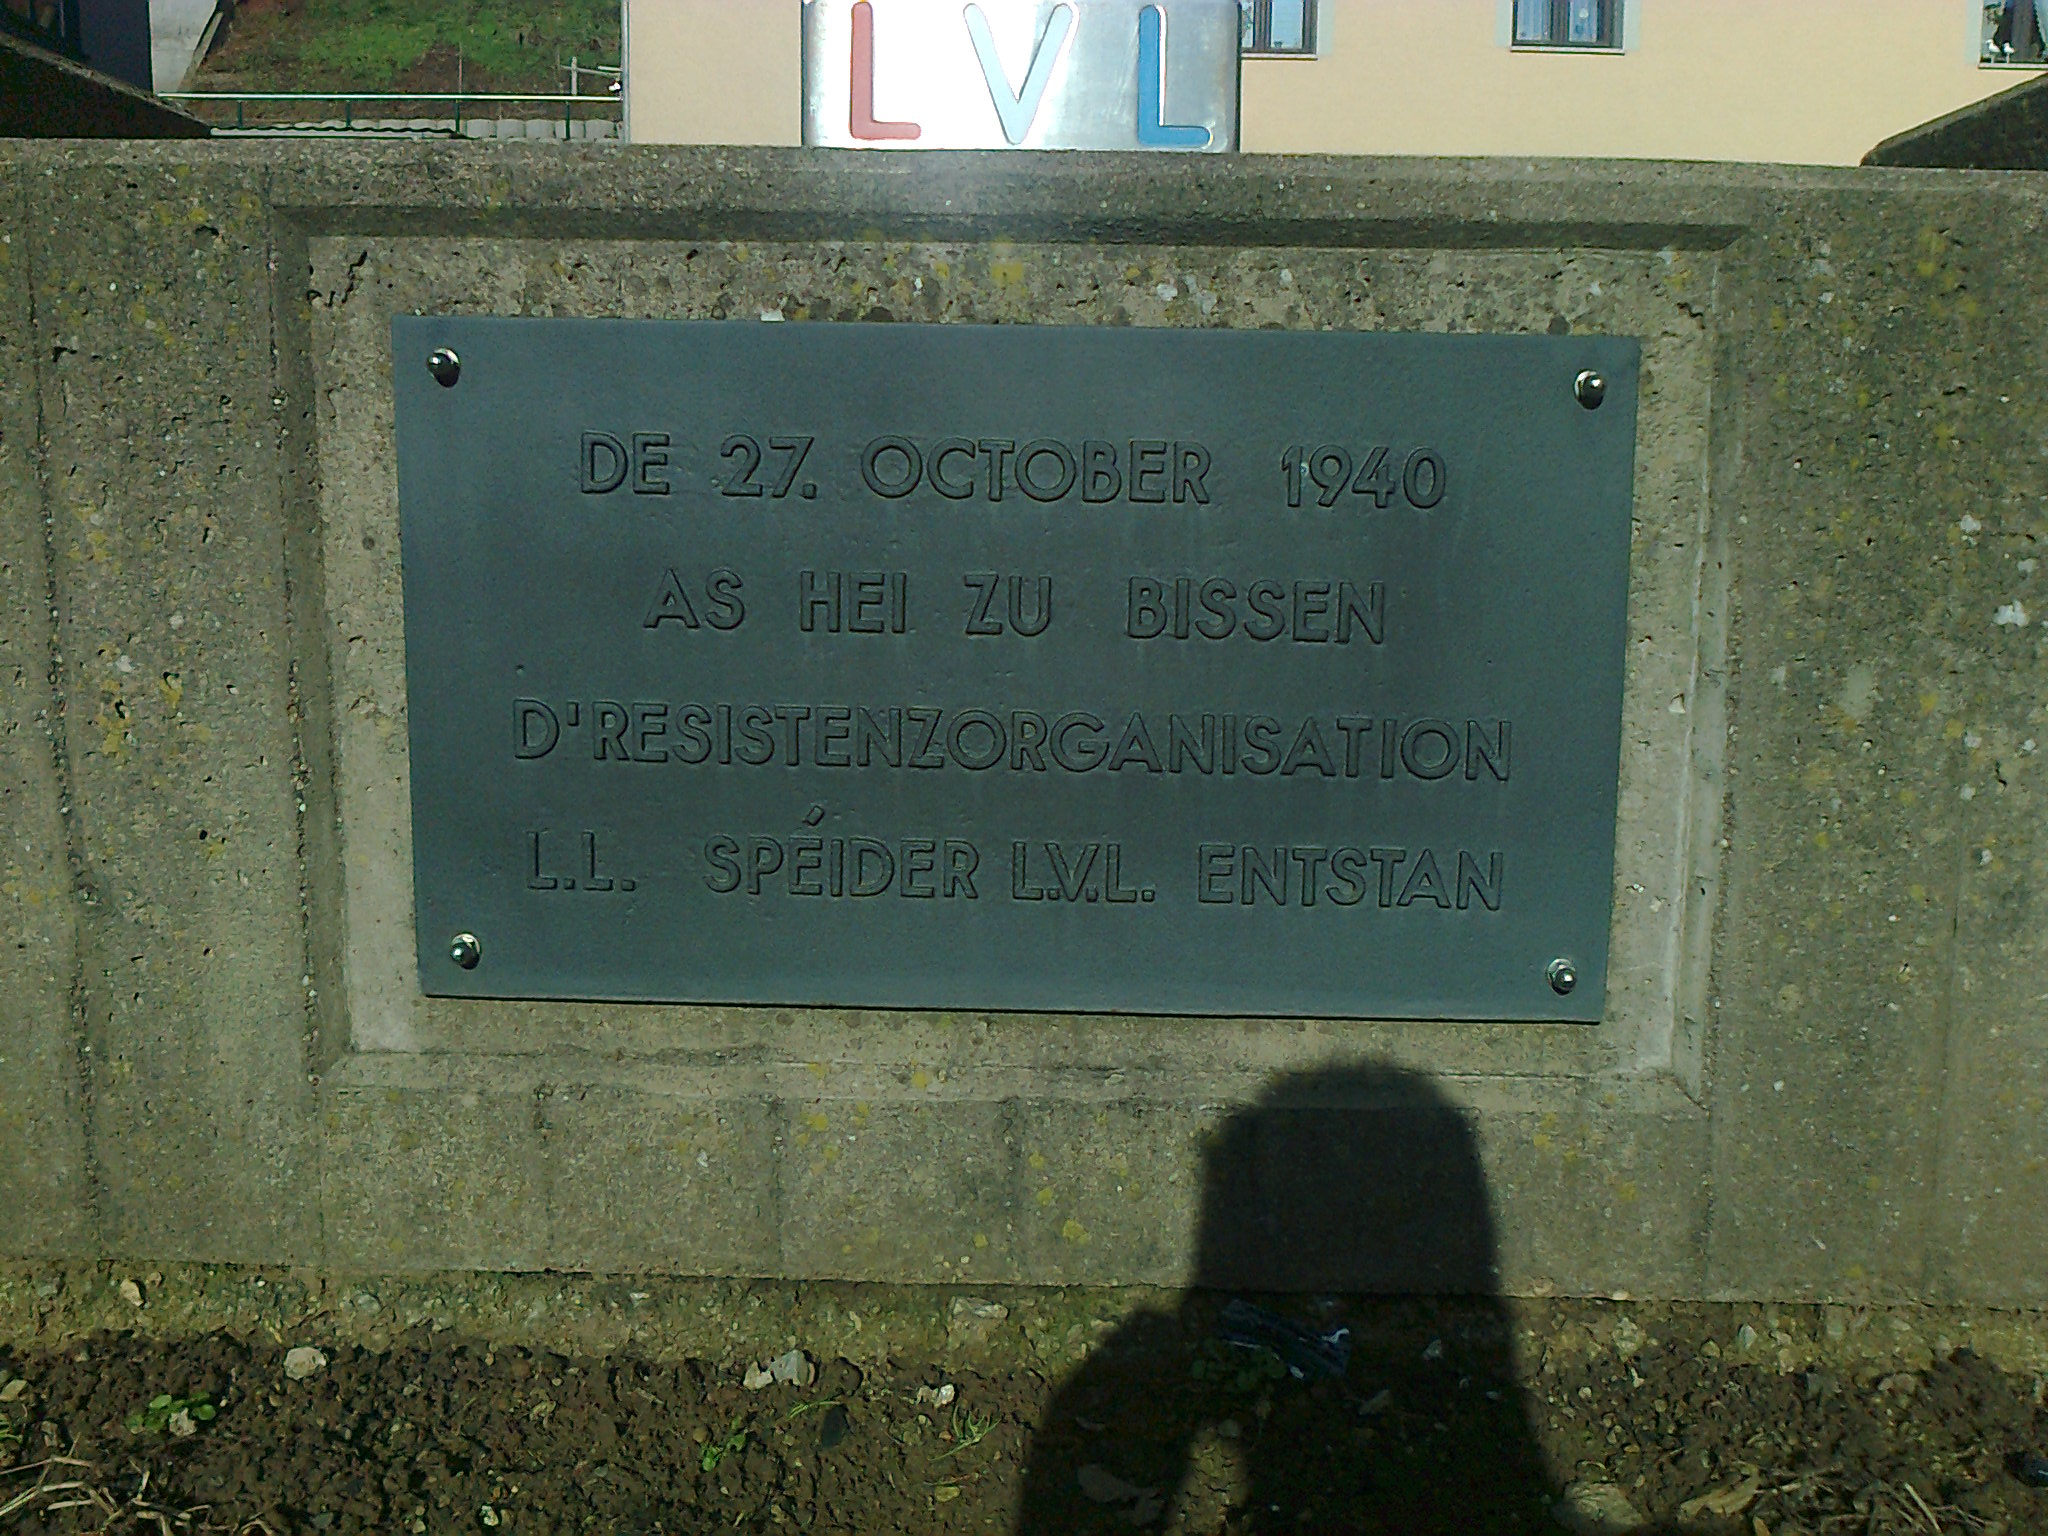 LVL
DE 27. OCTOBER 1940
AS HEI ZU BISSEN
D'RESISTENZORGANISATION
L.L. SPÉIDER L.V.L. ENTSTAN